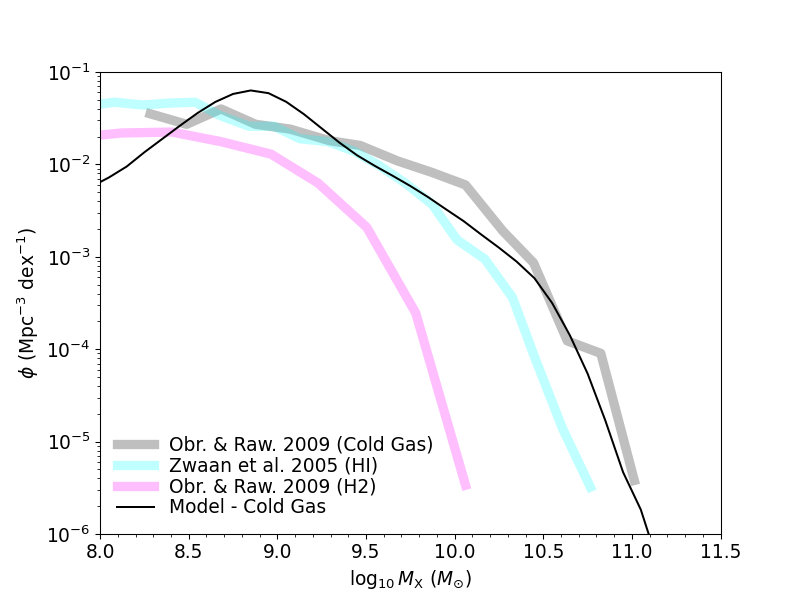 10⁻¹
10⁻²
10⁻³
10⁻⁴
10⁻⁵
10⁻⁶
ϕ (Mpc⁻³ dex⁻¹)
Obr. & Raw. 2009 (Cold Gas)
Zwaan et al. 2005 (HI)
Obr. & Raw. 2009 (H2)
Model - Cold Gas
8.0 8.5 9.0 9.5 10.0 10.5 11.0 11.5
log₁₀ M_X (M_⊙)